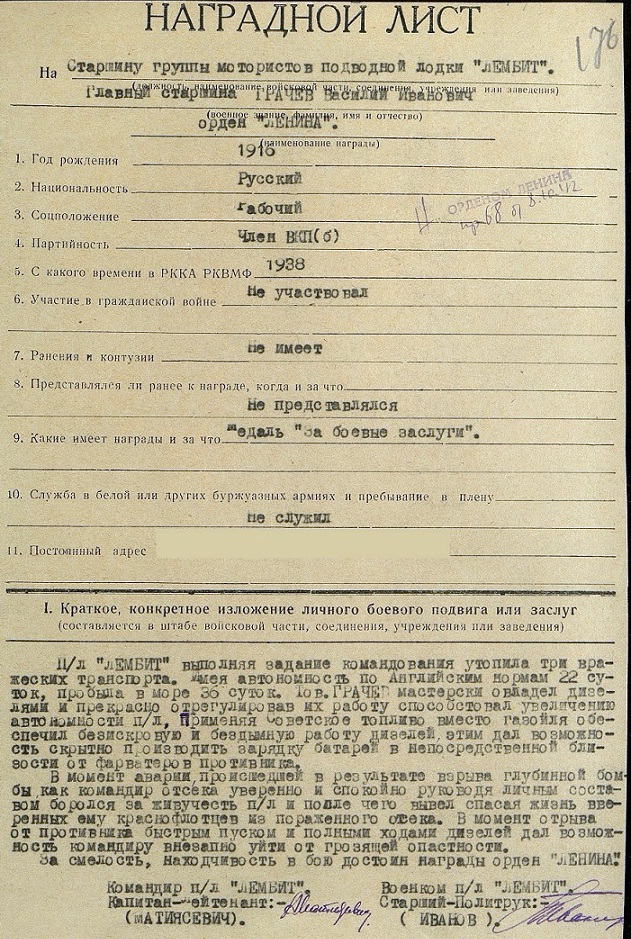 НАГРАДНОЙ ЛИСТ
176
На Старшину группы мотористов подводной лодки "ЛЕМБИТ".
(должность, наименование войсковой части, соединения, учреждения или заведения)
Главный старшина ГРАЧЕВ Василий Иванович
(военное звание, фамилия, имя и отчество)
орден "ЛЕНИНА".
(наименование награды)
1. Год рождения 1916
2. Национальность Русский
ОРДЕНОМ ЛЕНИНА
пр. 68 от 8.10.42
3. Соцположение Рабочий
4. Партийность Член ВКП(б)
5. С какого времени в РККА РКВМФ 1938
6. Участие в гражданской войне Не участвовал
7. Ранения и контузии Не имеет
8. Представлялся ли ранее к награде, когда и за что
Не представлялся
9. Какие имеет награды и за что Медаль "За боевые заслуги".
10. Служба в белой или других буржуазных армиях и пребывание в плену
Не служил
11. Постоянный адрес
I. Краткое, конкретное изложение личного боевого подвига или заслуг
(составляется в штабе войсковой части, соединения, учреждения или заведения)
П/л "ЛЕМБИТ" выполняя задание командования утопила три вра-
жеских транспорта. Имея автономность по Английским нормам 22 су-
ток, пробыла в море 36 суток. Тов. ГРАЧЕВ мастерски овладел дизе-
лями и прекрасно отрегулировав их работу способствовал увеличению
автономности п/л, Применяя Советское топливо вместо газойля обе-
спечил безискровую и бездымную работу дизелей, этим дал возможно-
сть скрытно производить зарядку батарей в непосредственной бли-
зости от фарватеров противника.
В момент аварии, происшедшей в результате взрыва глубинной бом-
бы, как командир отсека уверенно и спокойно руководя личным соста-
вом боролся за живучесть п/л и после чего вывел спасая жизнь вве-
ренных ему краснофлотцев из пораженного отсека. В момент отрыва
от противника быстрым пуском и полными ходами дизелей дал возмож-
ность командиру внезапно уйти от грозящей опастности.
За смелость, находчивость в бою достоин награды орден "ЛЕНИНА".
Командир п/л "ЛЕМБИТ". Военком п/л "ЛЕМБИТ".
Капитан-Лейтенант:- Старший-Политрук:-
(МАТИЯСЕВИЧ). ( ИВАНОВ ).